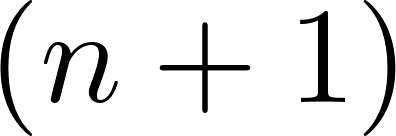 (n + 1)